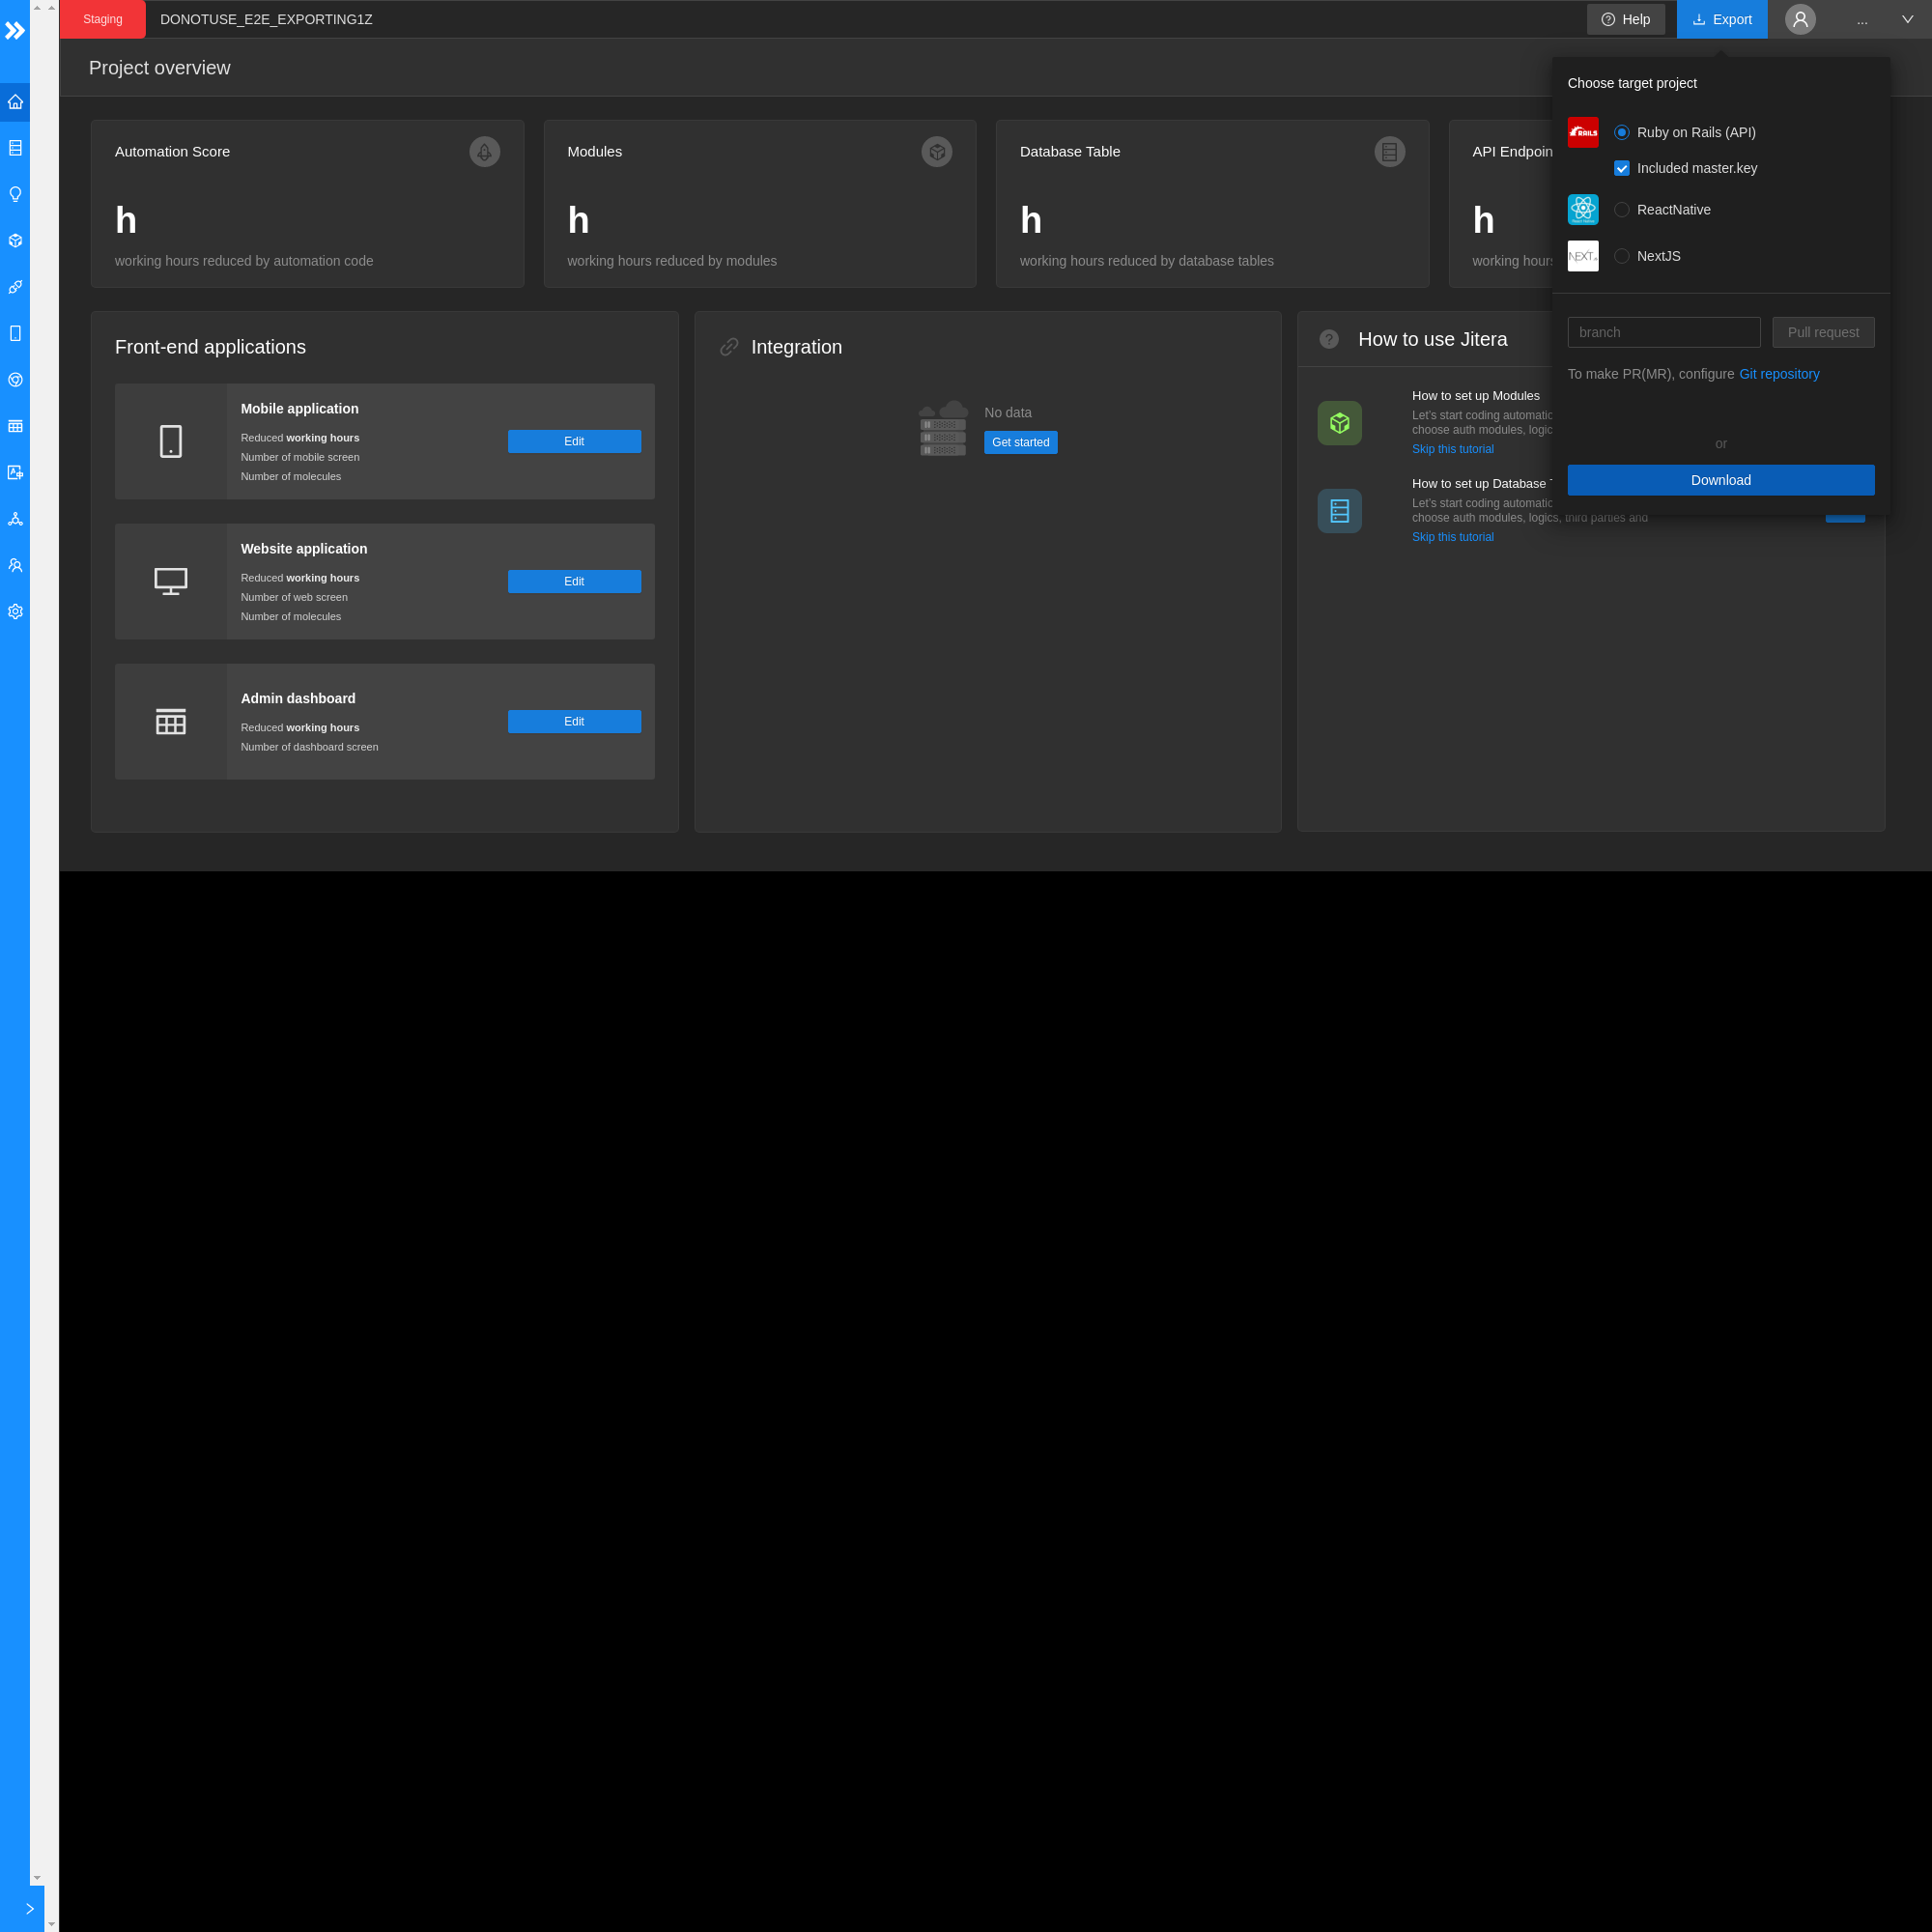 Staging
DONOTUSE_E2E_EXPORTING1Z
Help
Export
...
Project overview
Choose target project
RAILS
Ruby on Rails (API)
Included master.key
ReactNative
NEXT
NextJS
branch
Pull request
To make PR(MR), configure Git repository
or
Download
Automation Score
h
working hours reduced by automation code
Modules
h
working hours reduced by modules
Database Table
h
working hours reduced by database tables
API Endpoin
h
working hours
Front-end applications
Mobile application
Reduced working hours
Number of mobile screen
Number of molecules
Edit
Website application
Reduced working hours
Number of web screen
Number of molecules
Edit
Admin dashboard
Reduced working hours
Number of dashboard screen
Edit
Integration
No data
Get started
How to use Jitera
How to set up Modules
Let's start coding automatic
choose auth modules, logic
Skip this tutorial
How to set up Database T
Let's start coding automatic
choose auth modules, logics, third parties and
Skip this tutorial